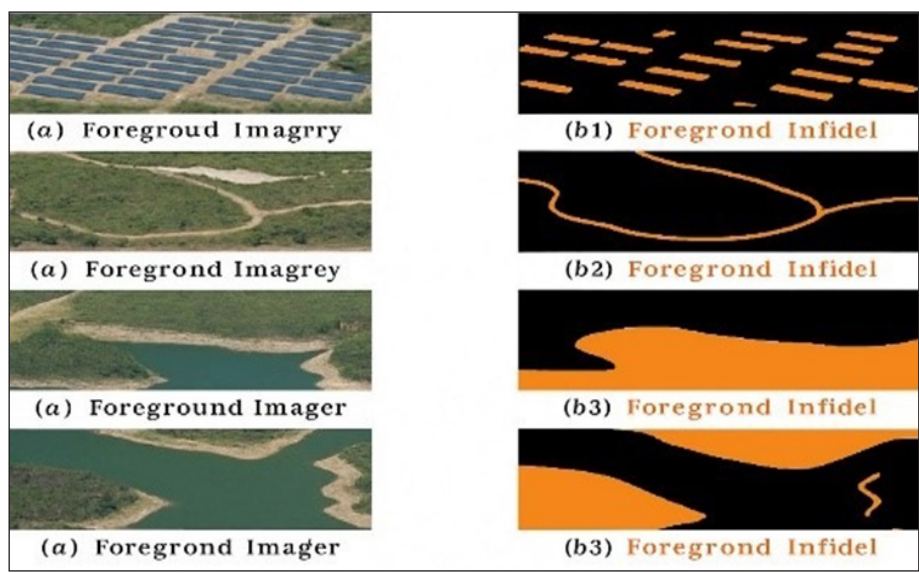 (a) Foregroud Imagrry
(b1) Foregrond Infidel
(a) Foregrond Imagrey
(b2) Foregrond Infidel
(a) Foreground Imager
(b3) Foregrond Infidel
(a) Foregrond Imager
(b3) Foregrond Infidel